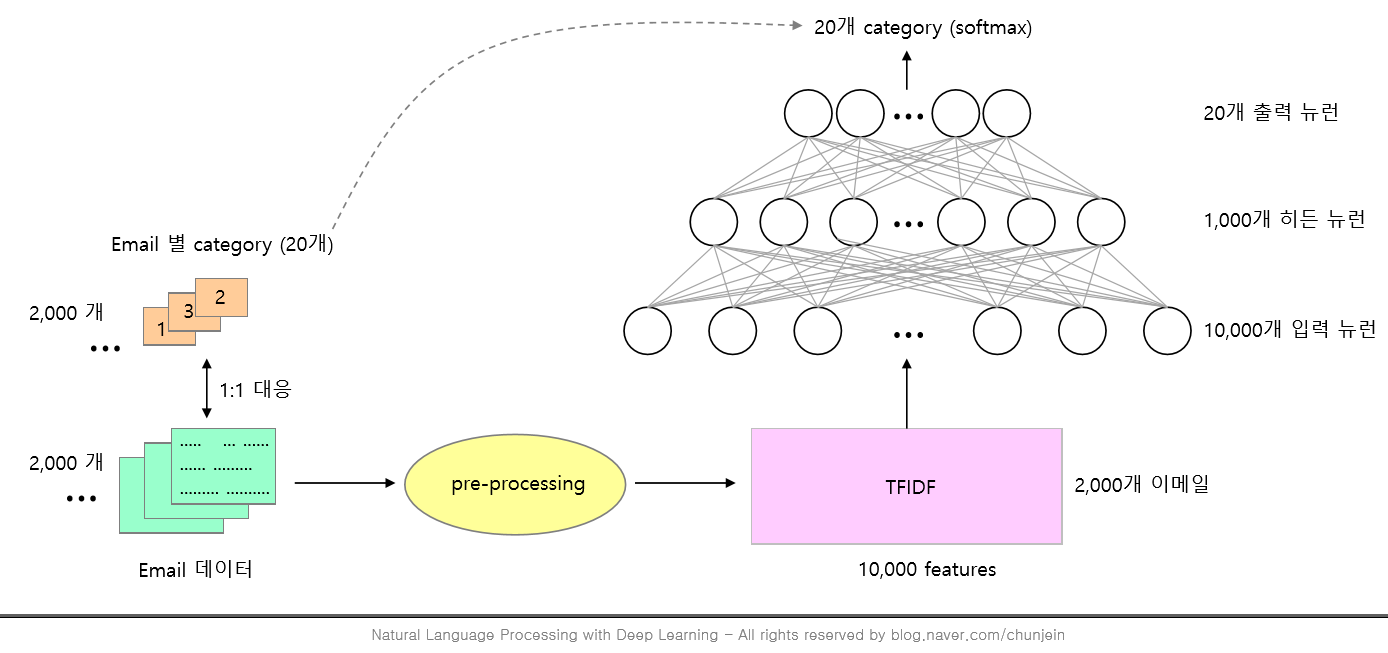 20개 category (softmax)
20개 출력 뉴런
1,000개 히든 뉴런
Email 별 category (20개)
2,000 개
1
3
2
...
10,000개 입력 뉴런
1:1 대응
2,000 개
...
..... ... ......
...... .........
......... ..........
pre-processing
TFIDF
2,000개 이메일
Email 데이터
10,000 features
Natural Language Processing with Deep Learning – All rights reserved by blog.naver.com/chunjein